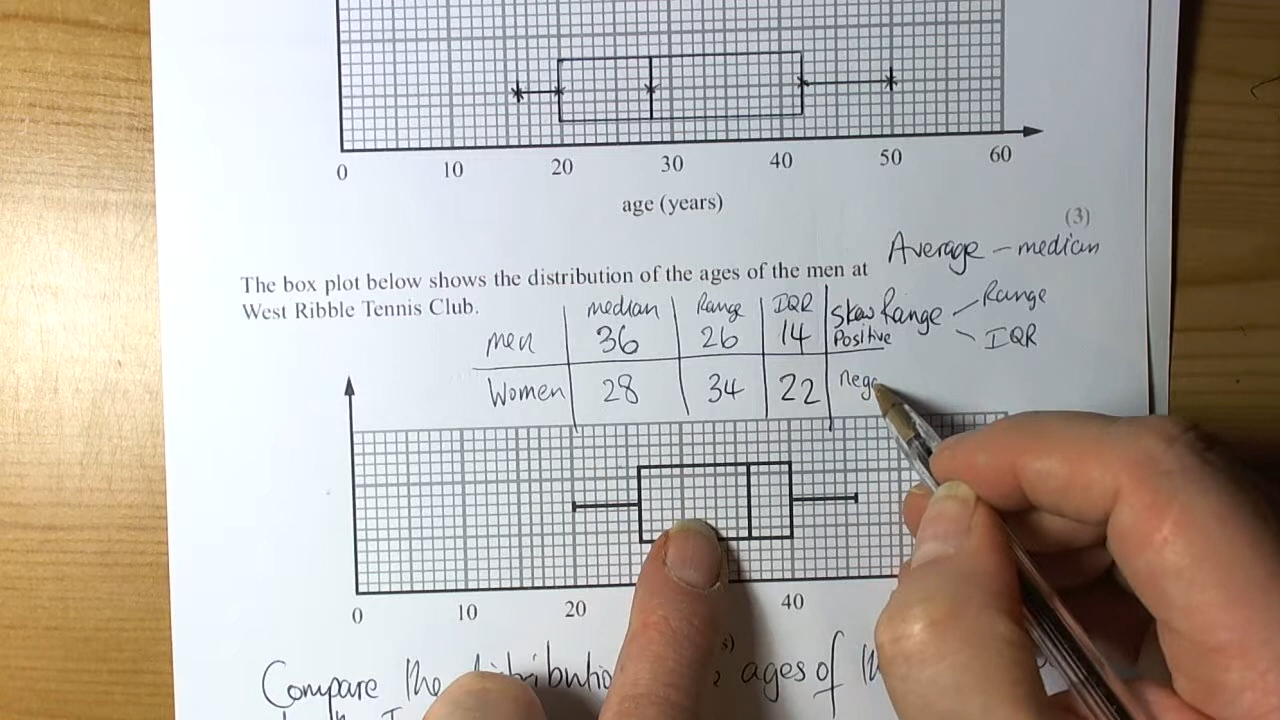 0 10 20 30 40 50 60
age (years)
(3)
Average - median
The box plot below shows the distribution of the ages of the men at
West Ribble Tennis Club.
Range - Range
- IQR
median Range IQR Skew
men 36 26 14 Positive
Women 28 34 22 nega
0 10 20 40
s)
Compare the ages of